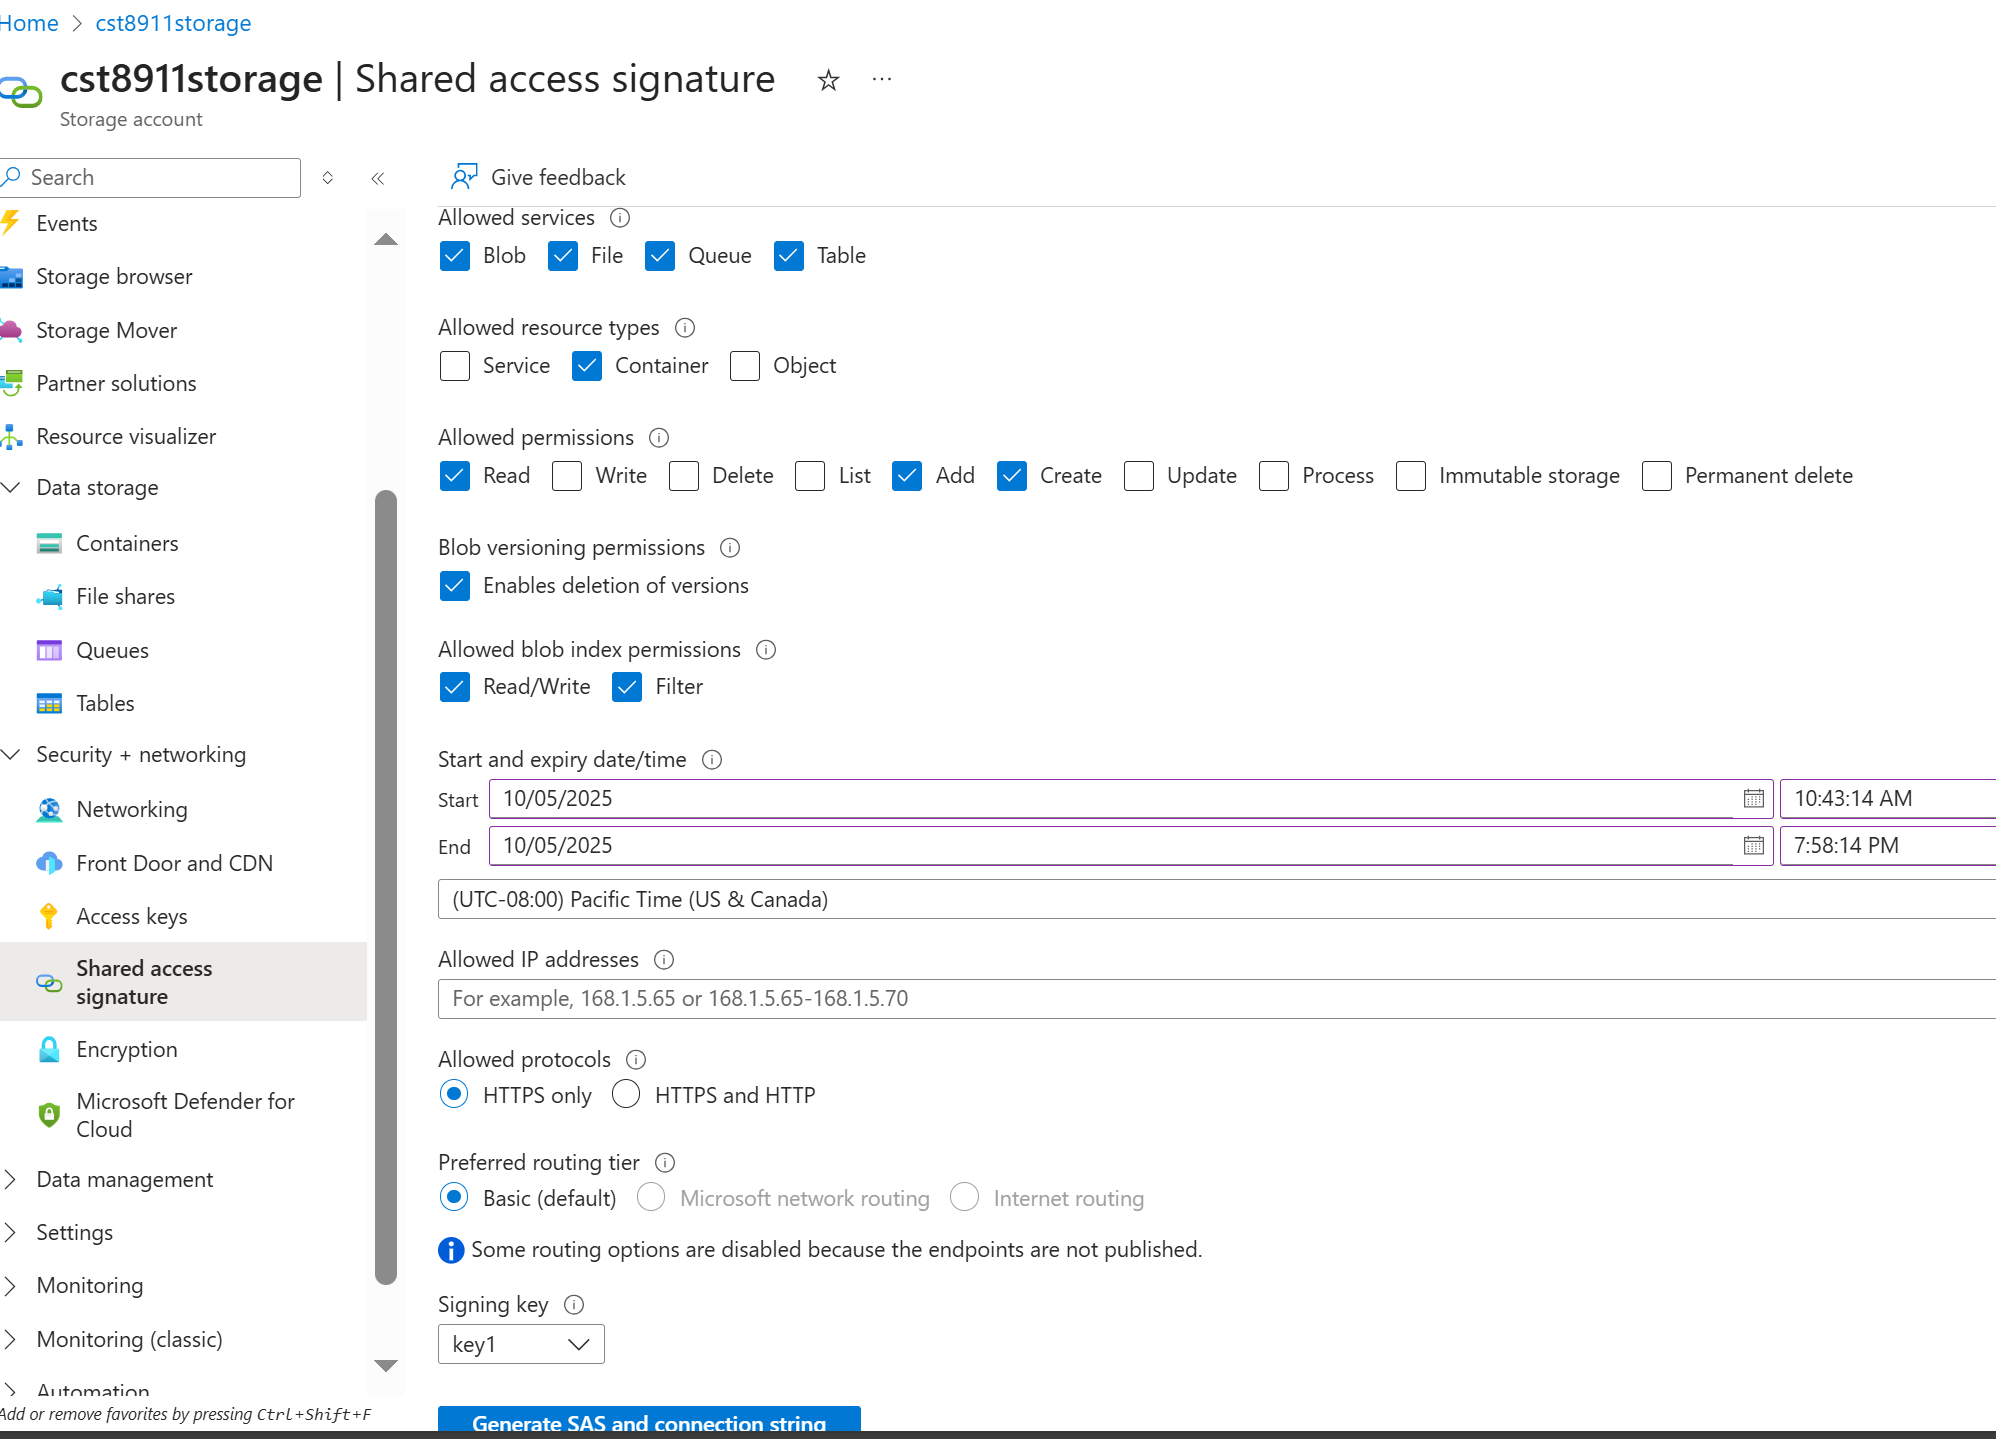 Home > cst8911storage
cst8911storage | Shared access signature ☆ ...
Storage account
Search
Events
Storage browser
Storage Mover
Partner solutions
Resource visualizer
Data storage
Containers
File shares
Queues
Tables
Security + networking
Networking
Front Door and CDN
Access keys
Shared access
signature
Encryption
Microsoft Defender for
Cloud
Data management
Settings
Monitoring
Monitoring (classic)
Automation
Add or remove favorites by pressing Ctrl+Shift+F
Give feedback
Allowed services
Blob File Queue Table
Allowed resource types
Service Container Object
Allowed permissions
Read Write Delete List Add Create Update Process Immutable storage Permanent delete
Blob versioning permissions
Enables deletion of versions
Allowed blob index permissions
Read/Write Filter
Start and expiry date/time
Start 10/05/2025 10:43:14 AM
End 10/05/2025 7:58:14 PM
(UTC-08:00) Pacific Time (US & Canada)
Allowed IP addresses
For example, 168.1.5.65 or 168.1.5.65-168.1.5.70
Allowed protocols
HTTPS only HTTPS and HTTP
Preferred routing tier
Basic (default) Microsoft network routing Internet routing
Some routing options are disabled because the endpoints are not published.
Signing key
key1
Generate SAS and connection string